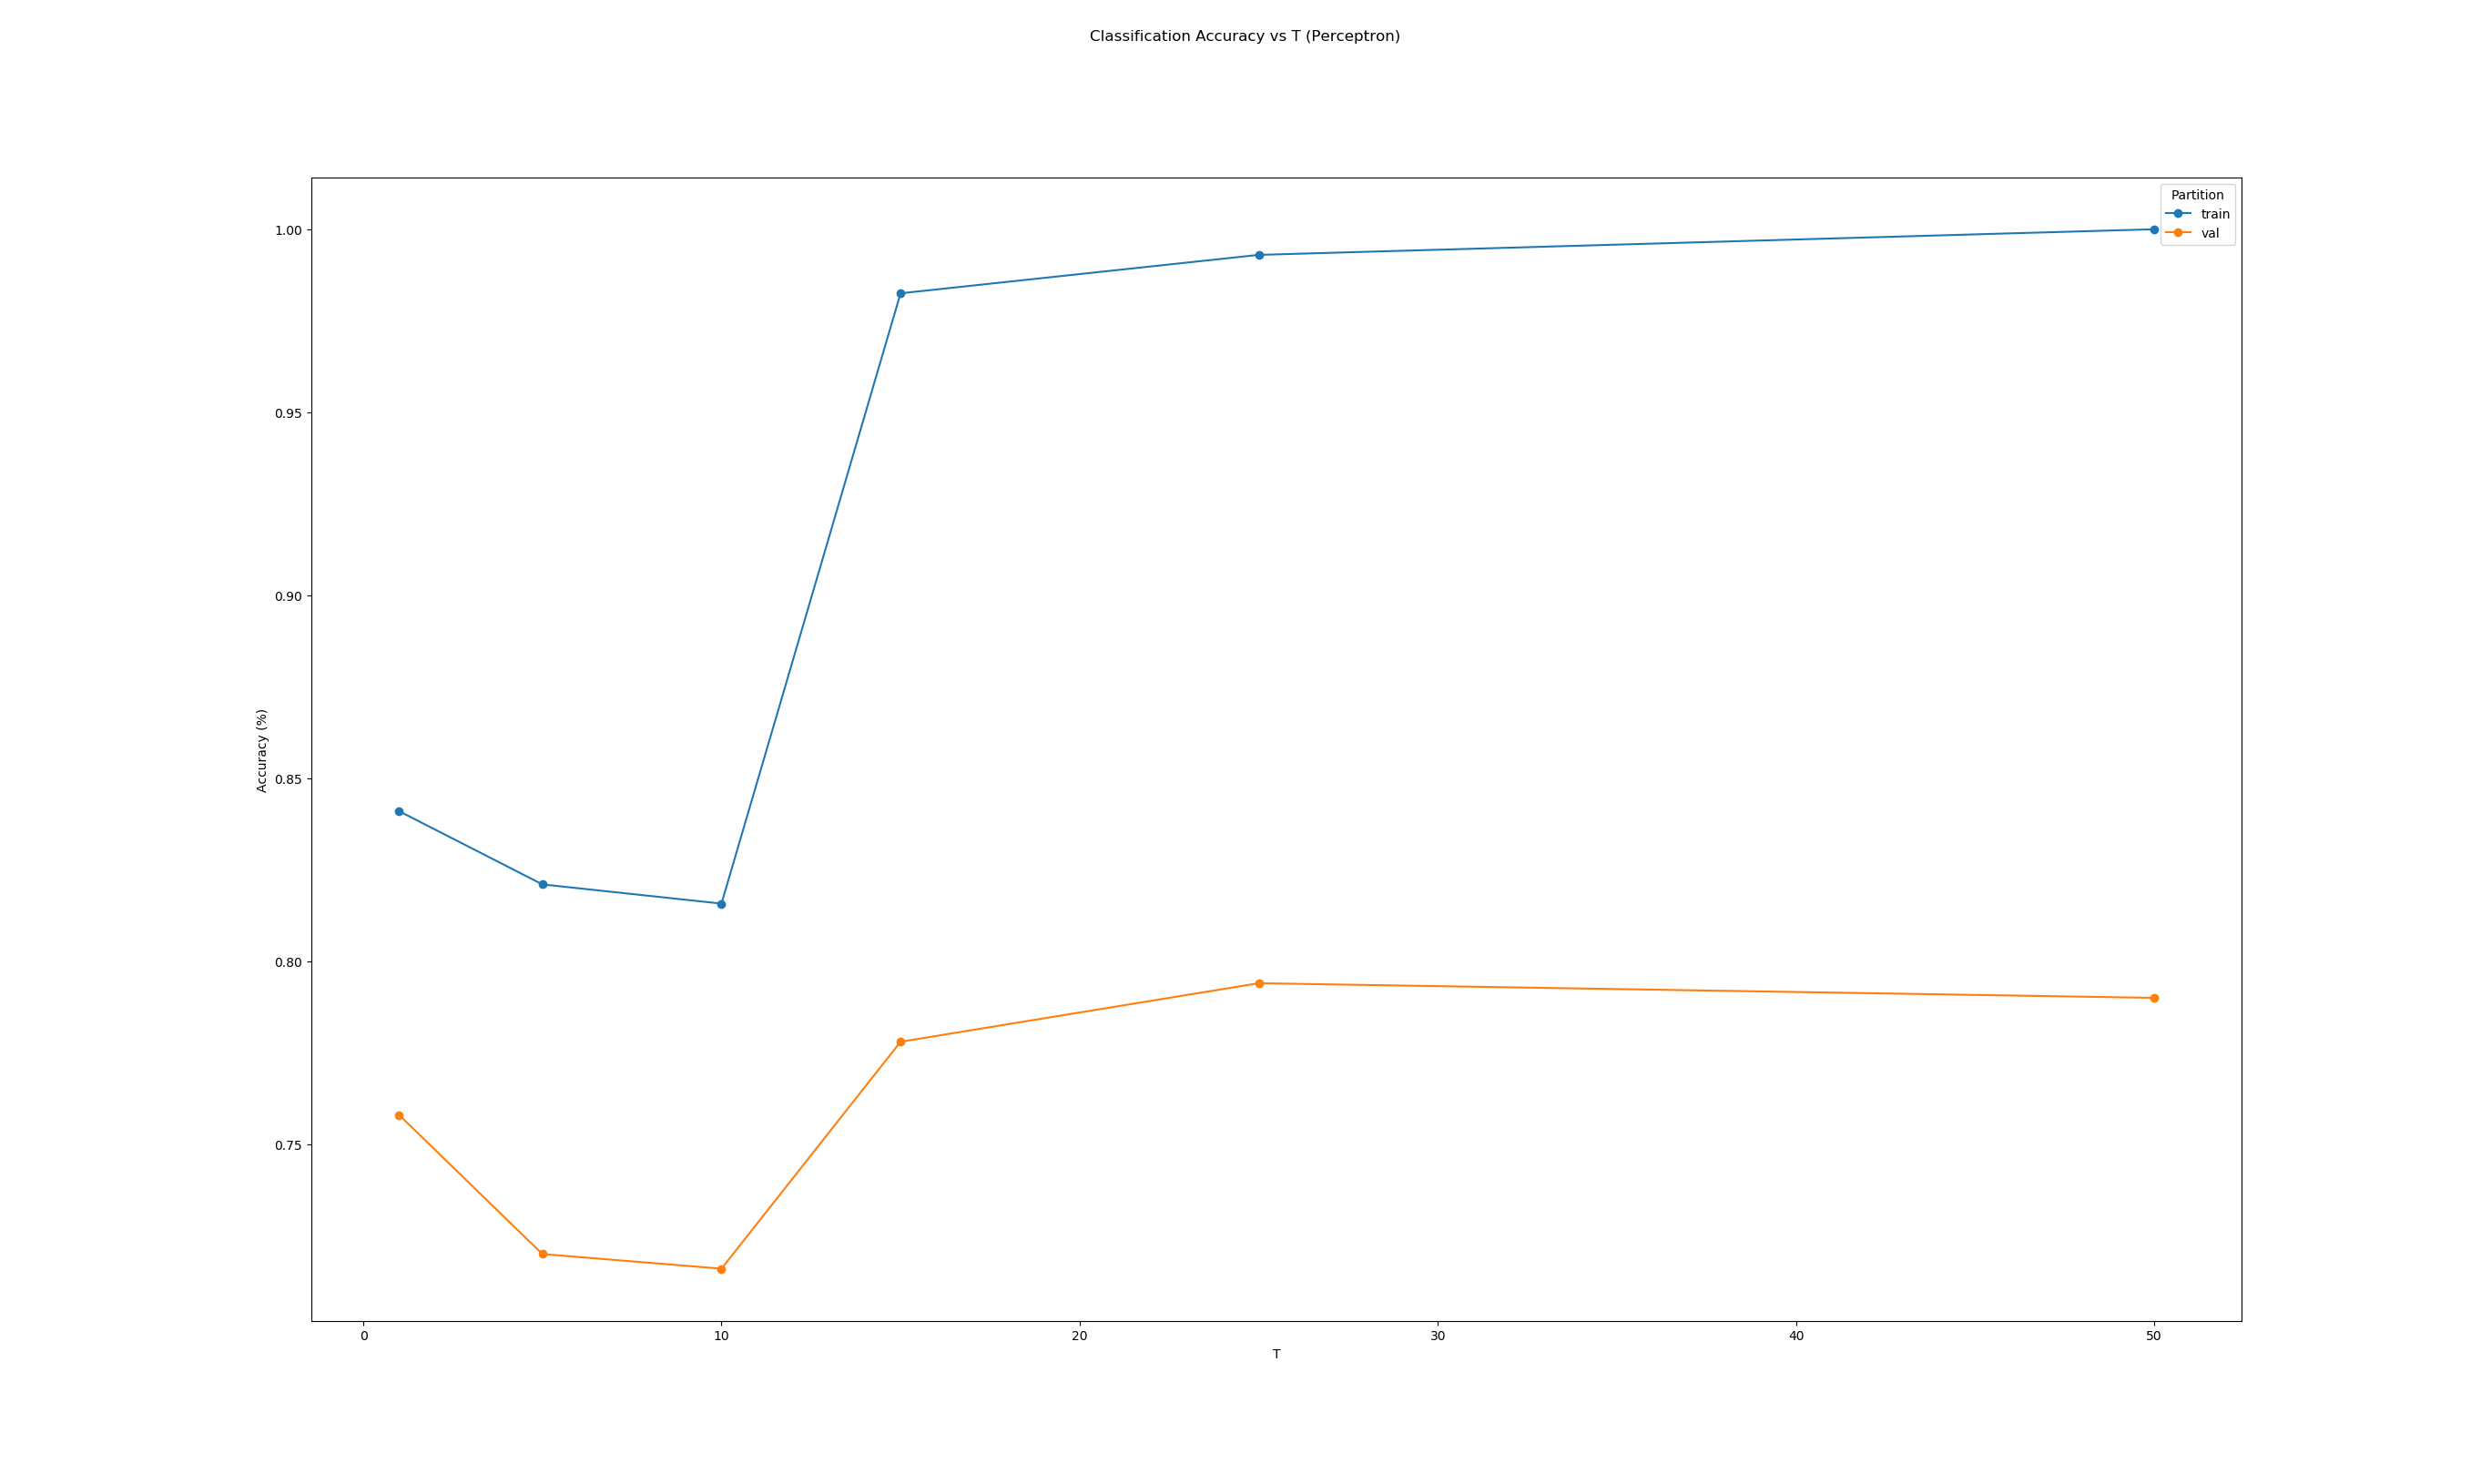 Classification Accuracy vs T (Perceptron)
Partition
train
val
1.00
0.95
0.90
0.85
0.80
0.75
Accuracy (%)
0 10 20 30 40 50
T